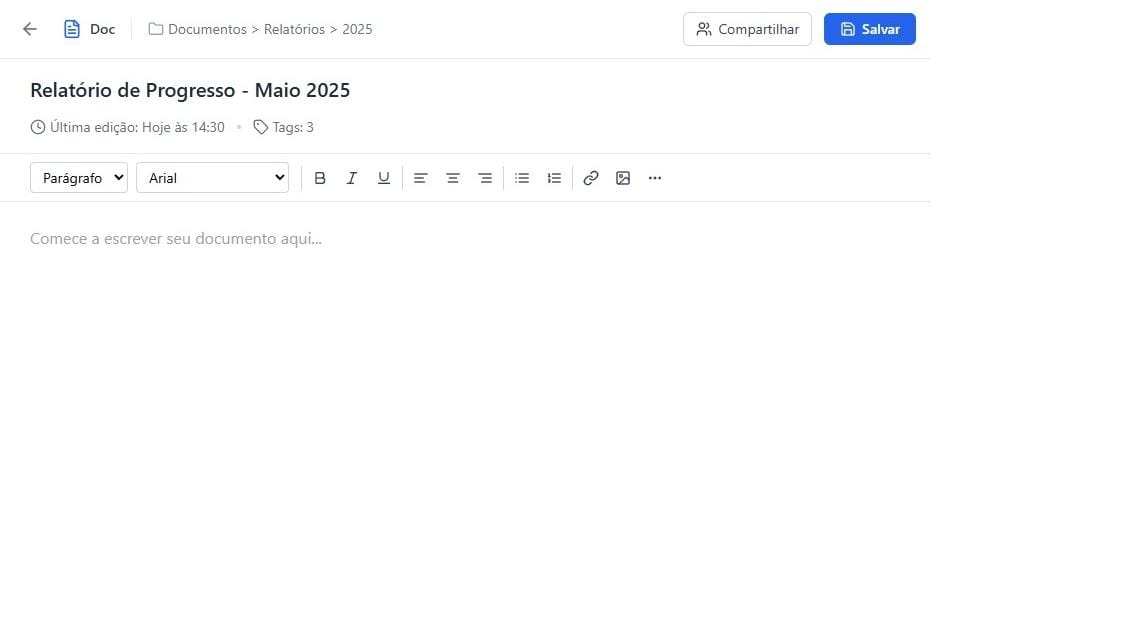 Doc
Documentos > Relatórios > 2025
Compartilhar
Salvar
Relatório de Progresso - Maio 2025
Última edição: Hoje às 14:30 • Tags: 3
Parágrafo
Arial
B I U
Comece a escrever seu documento aqui...